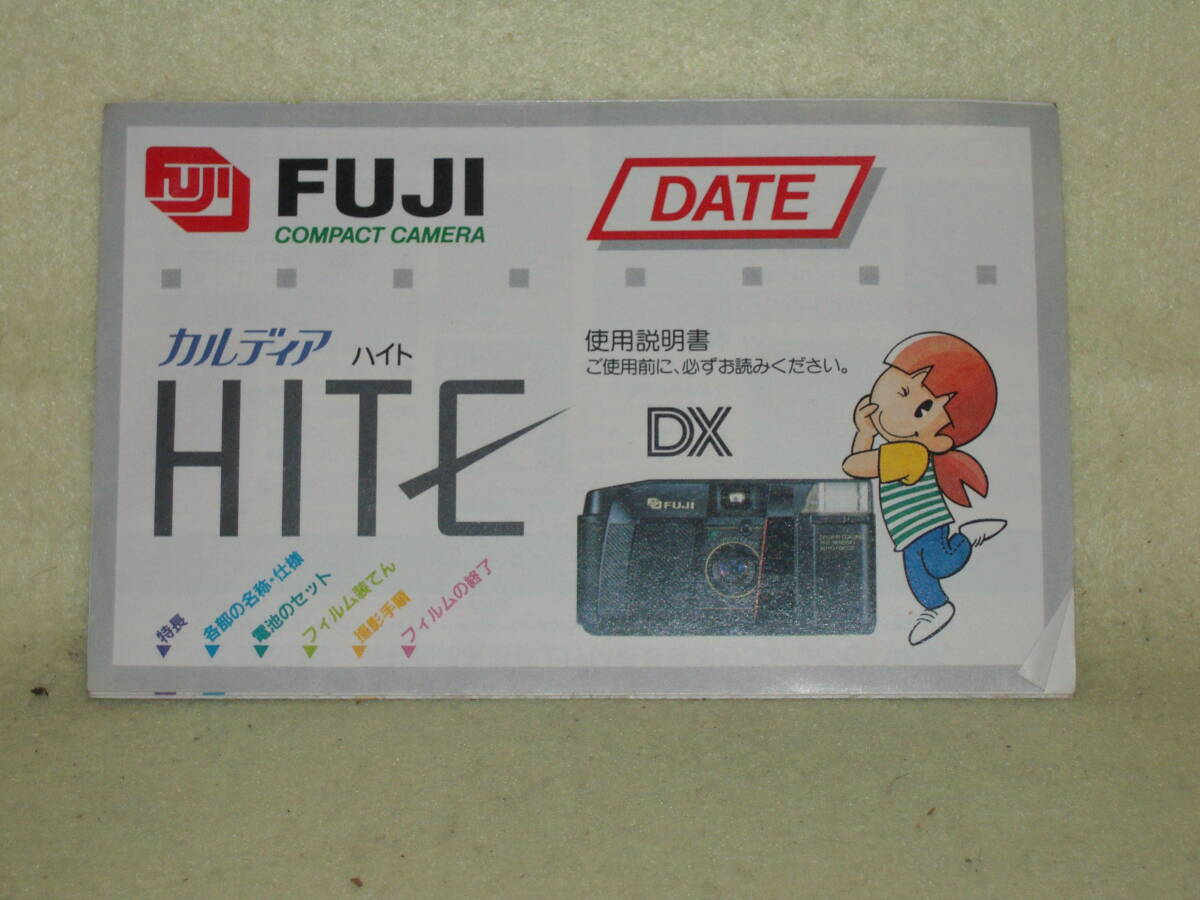 FUJI
FUJI
COMPACT CAMERA
DATE
カルディア ハイト
HITE
使用説明書
ご使用前に、必ずお読みください。
DX
FUJI
特長
各部の名称・仕様
電池のセット
フィルム装てん
撮影手順
フィルムの終了